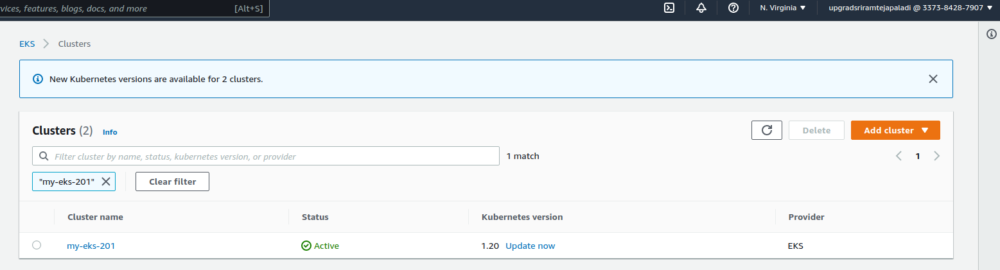 vices, features, blogs, docs, and more [Alt+S] N. Virginia upgradsriramtejapaladi @ 3373-8428-7907
EKS Clusters
New Kubernetes versions are available for 2 clusters.
Clusters (2) Info Delete Add cluster
Filter cluster by name, status, kubernetes version, or provider 1 match 1
"my-eks-201" Clear filter
Cluster name Status Kubernetes version Provider
my-eks-201 Active 1.20 Update now EKS